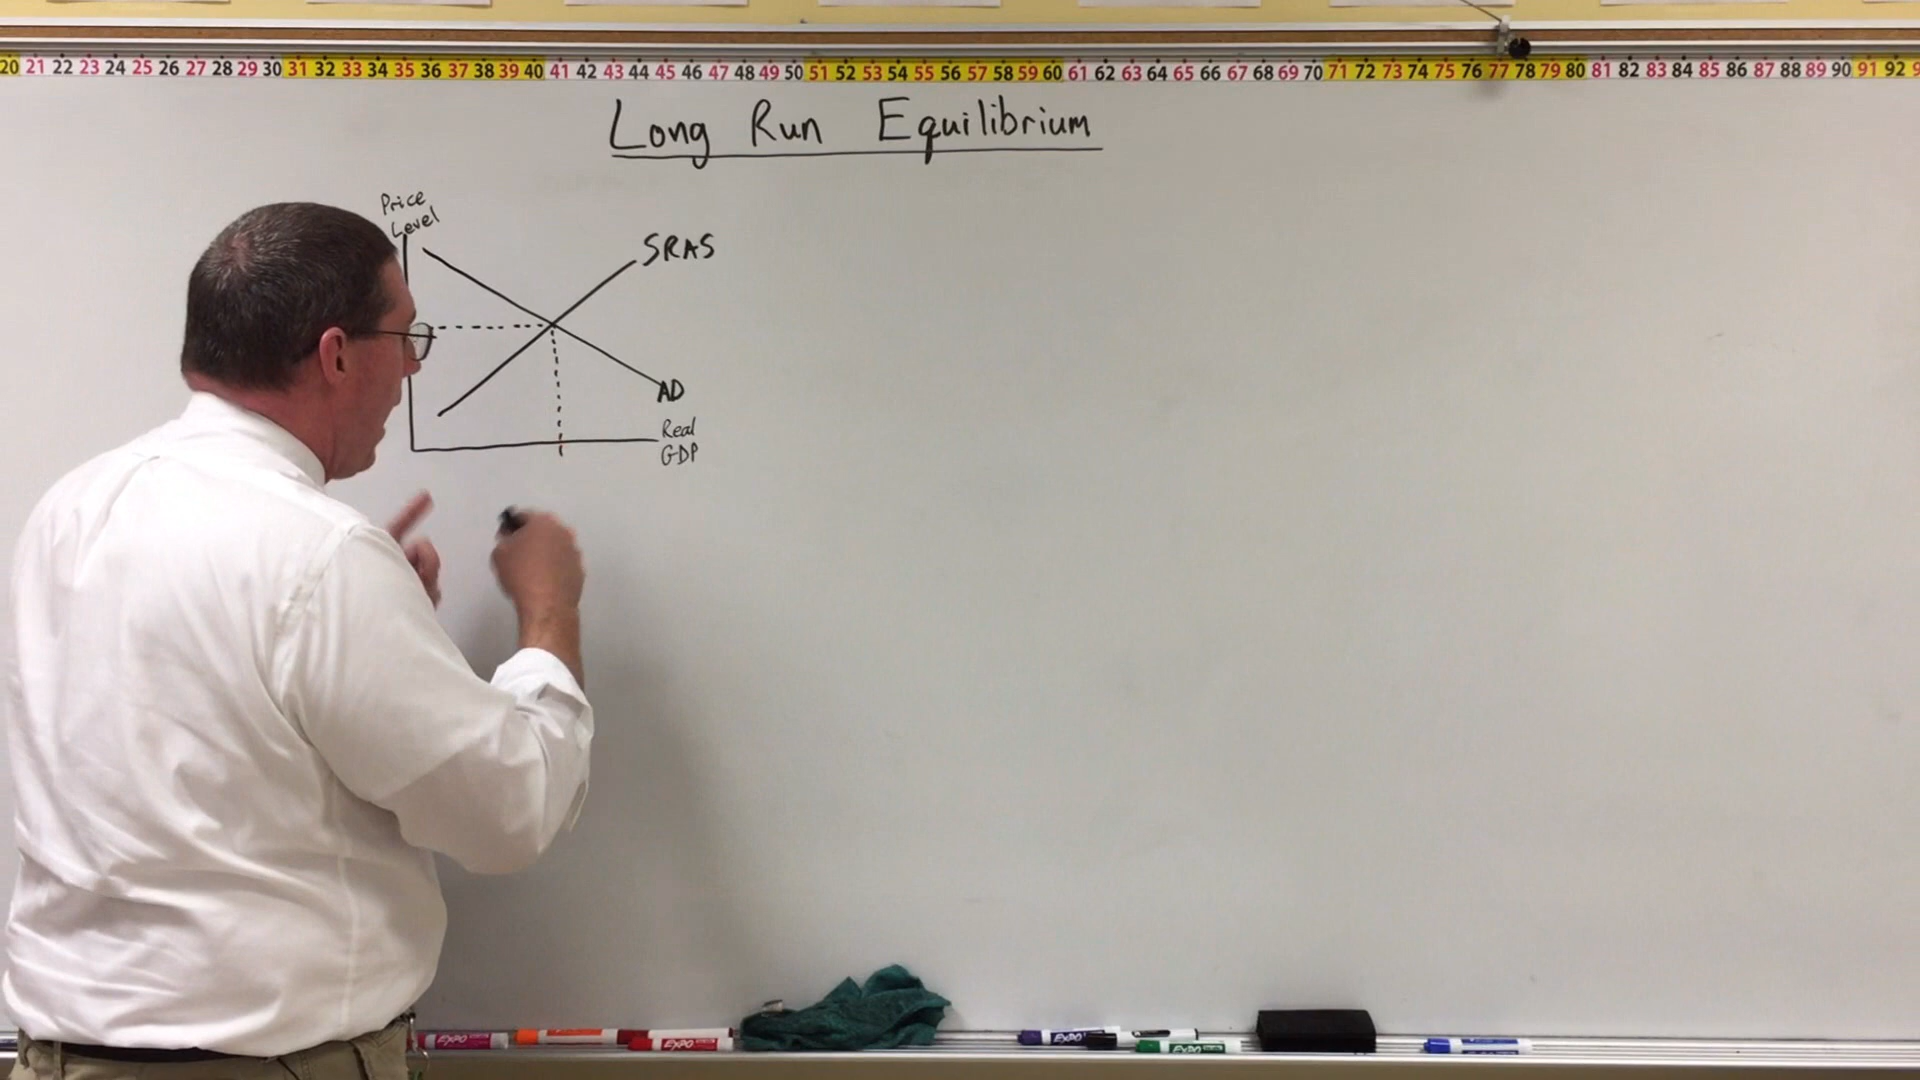 20 21 22 23 24 25 26 27 28 29 30 31 32 33 34 35 36 37 38 39 40 41 42 43 44 45 46 47 48 49 50 51 52 53 54 55 56 57 58 59 60 61 62 63 64 65 66 67 68 69 70 71 72 73 74 75 76 77 78 79 80 81 82 83 84 85 86 87 88 89 90 91 92 9
Long Run Equilibrium
Price
Level
SRAS
AD
Real
GDP
EXPO
EXPO
EXPO
EXPO